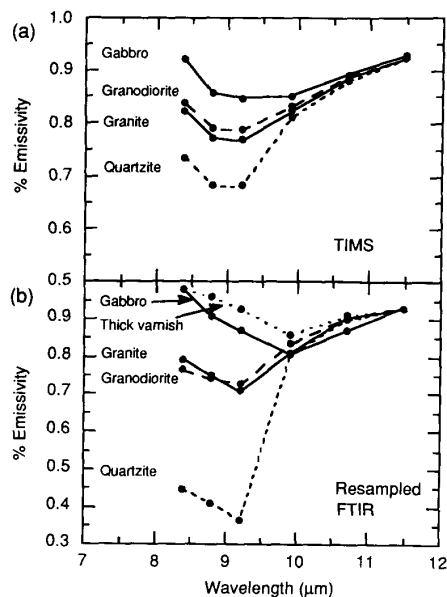 (a)
1.0
Gabbro
0.9
Granodiorite
0.8
Granite
% Emissivity
0.7
Quartzite
0.6
TIMS
0.5
(b)
Gabbro
0.9
Thick varnish
0.8
Granite
0.7
Granodiorite
% Emissivity
0.6
0.5
Quartzite
0.4
Resampled
FTIR
0.3
7 8 9 10 11 12
Wavelength (μm)